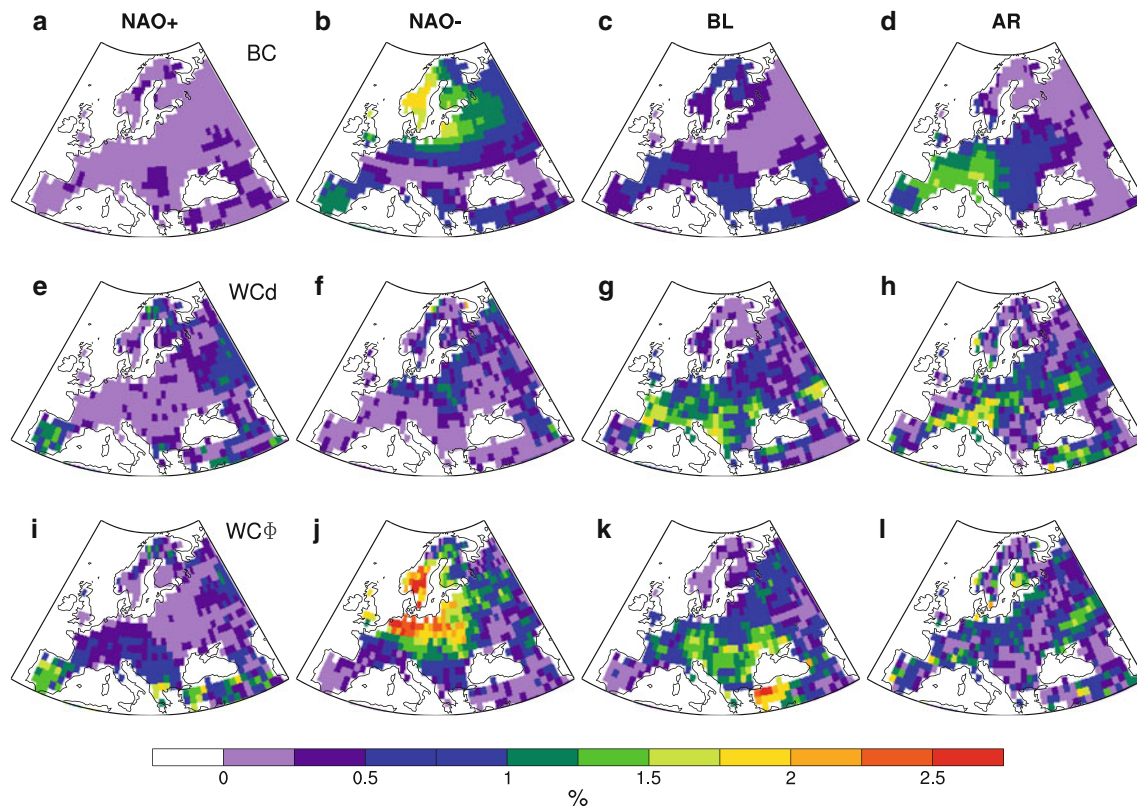 a NAO+ b NAO- c BL d AR
BC
e WCd f g h
i WCΦ j k l
0 0.5 1 1.5 2 2.5
%